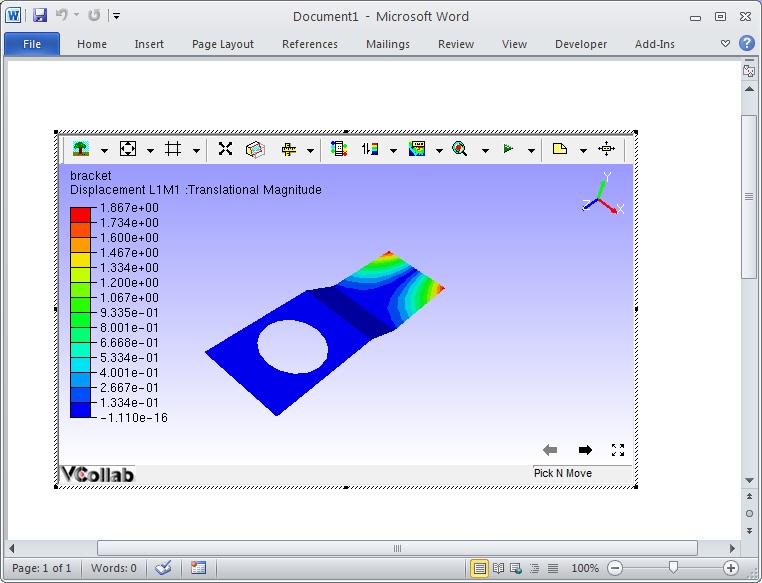 Document1 - Microsoft Word
File Home Insert Page Layout References Mailings Review View Developer Add-Ins
bracket
Displacement L1M1 :Translational Magnitude
1.867e+00
1.734e+00
1.600e+00
1.467e+00
1.334e+00
1.200e+00
1.067e+00
9.335e-01
8.001e-01
6.668e-01
5.334e-01
4.001e-01
2.667e-01
1.334e-01
-1.110e-16
Y
Z X
VCollab
Pick N Move
Page: 1 of 1 Words: 0 100%